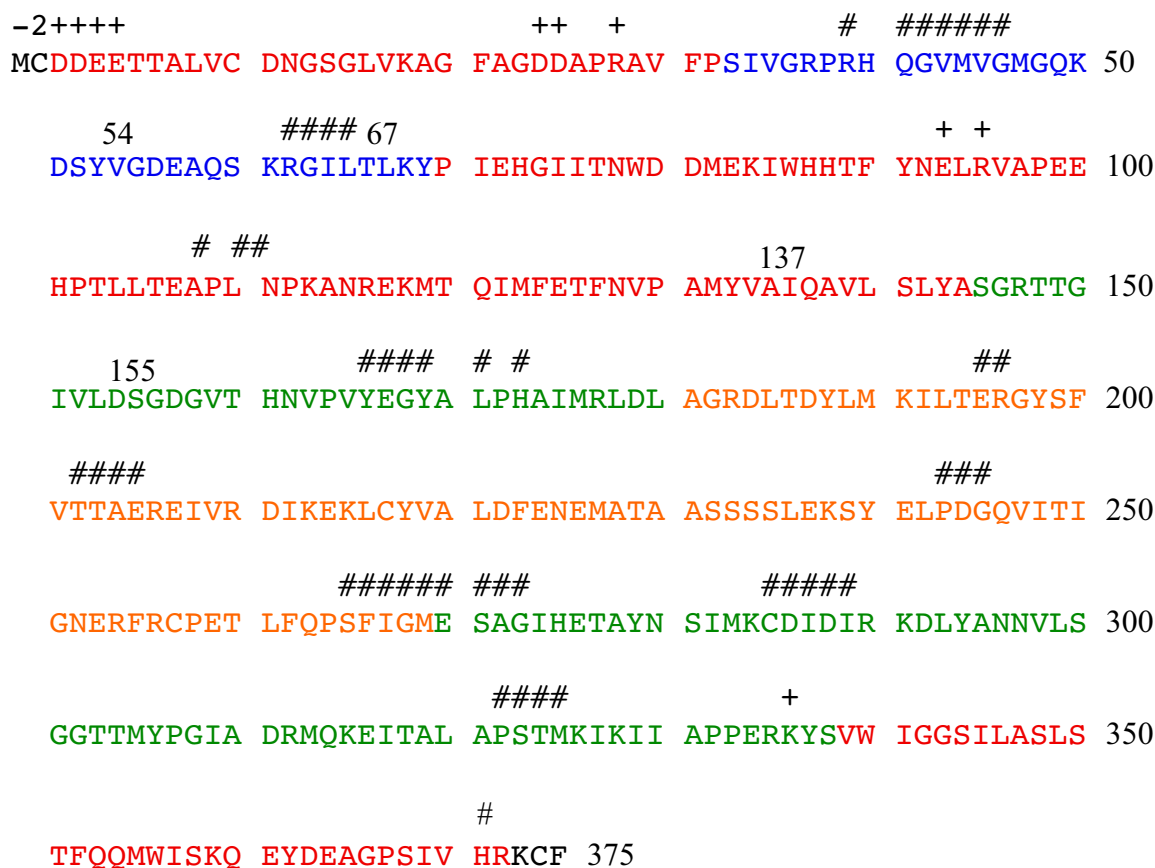 -2++++ ++ + # ######
MCDDEETTALVC DNGSGLVKAG FAGDDAPRAV FPSIVGRPRH QGVMVGMGQK 50
54 #### 67 + +
DSYVGDEAQS KRGILTLKYP IEHGIITNWD DMEKIWHHTF YNELRVAPEE 100
# ## 137
HPTLLTEAPL NPKANREKMT QIMFETFNVP AMYVAIQAVL SLYASGRTTG 150
155 #### # # ##
IVLDSGDGVT HNVPVYEGYA LPHAIMRLDL AGRDLTDYLM KILTERGYSF 200
#### ###
VTTAEREIVR DIKEKLCYVA LDFENEMATA ASSSSLEKSY ELPDGQVITI 250
###### ### #####
GNERFRCPET LFQPSFIGME SAGIHETAYN SIMKCDIDIR KDLYANNVLS 300
#### +
GGTTMYPGIA DRMQKEITAL APSTMKIKII APPERKYSVW IGGSILASLS 350
#
TFQQMWISKQ EYDEAGPSIV HRKCF 375